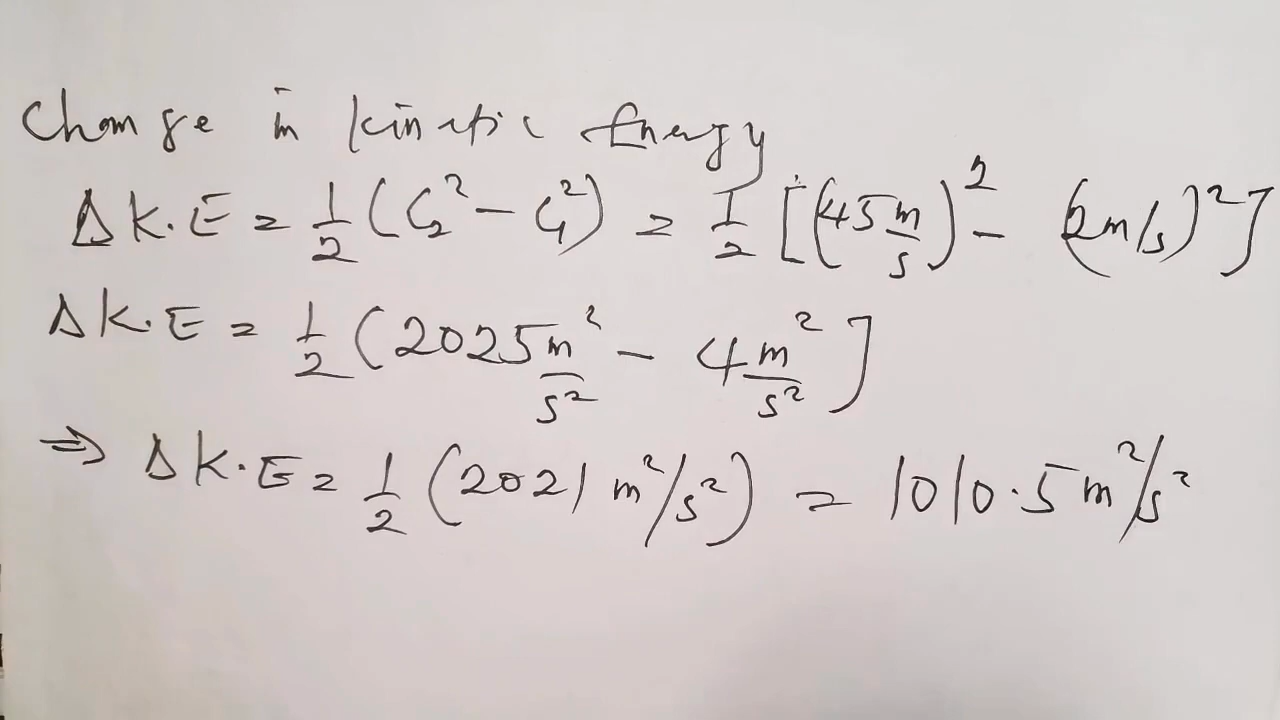 Change in kinetic Energy
ΔK.E = 1/2 (C₂² - C₁²) = 1/2 [(45 m/s)² - (2m/s)²]
ΔK.E = 1/2 (2025 m²/s² - 4 m²/s²]
⇒ ΔK.E = 1/2 (2021 m²/s²) = 1010.5 m²/s²